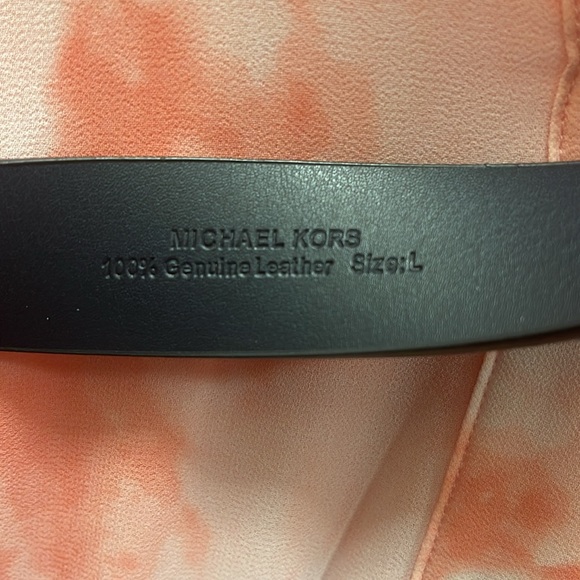 MICHAEL KORS
100% Genuine Leather Size:L